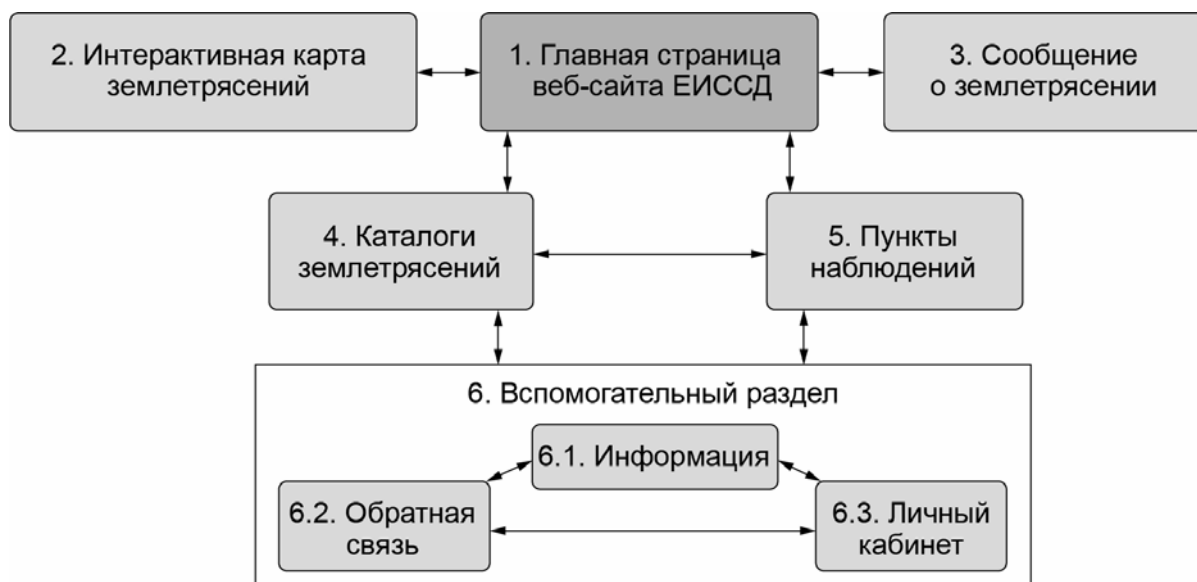 2. Интерактивная карта
землетрясений
1. Главная страница
веб-сайта ЕИССД
3. Сообщение
о землетрясении
4. Каталоги
землетрясений
5. Пункты
наблюдений
6. Вспомогательный раздел
6.1. Информация
6.2. Обратная
связь
6.3. Личный
кабинет